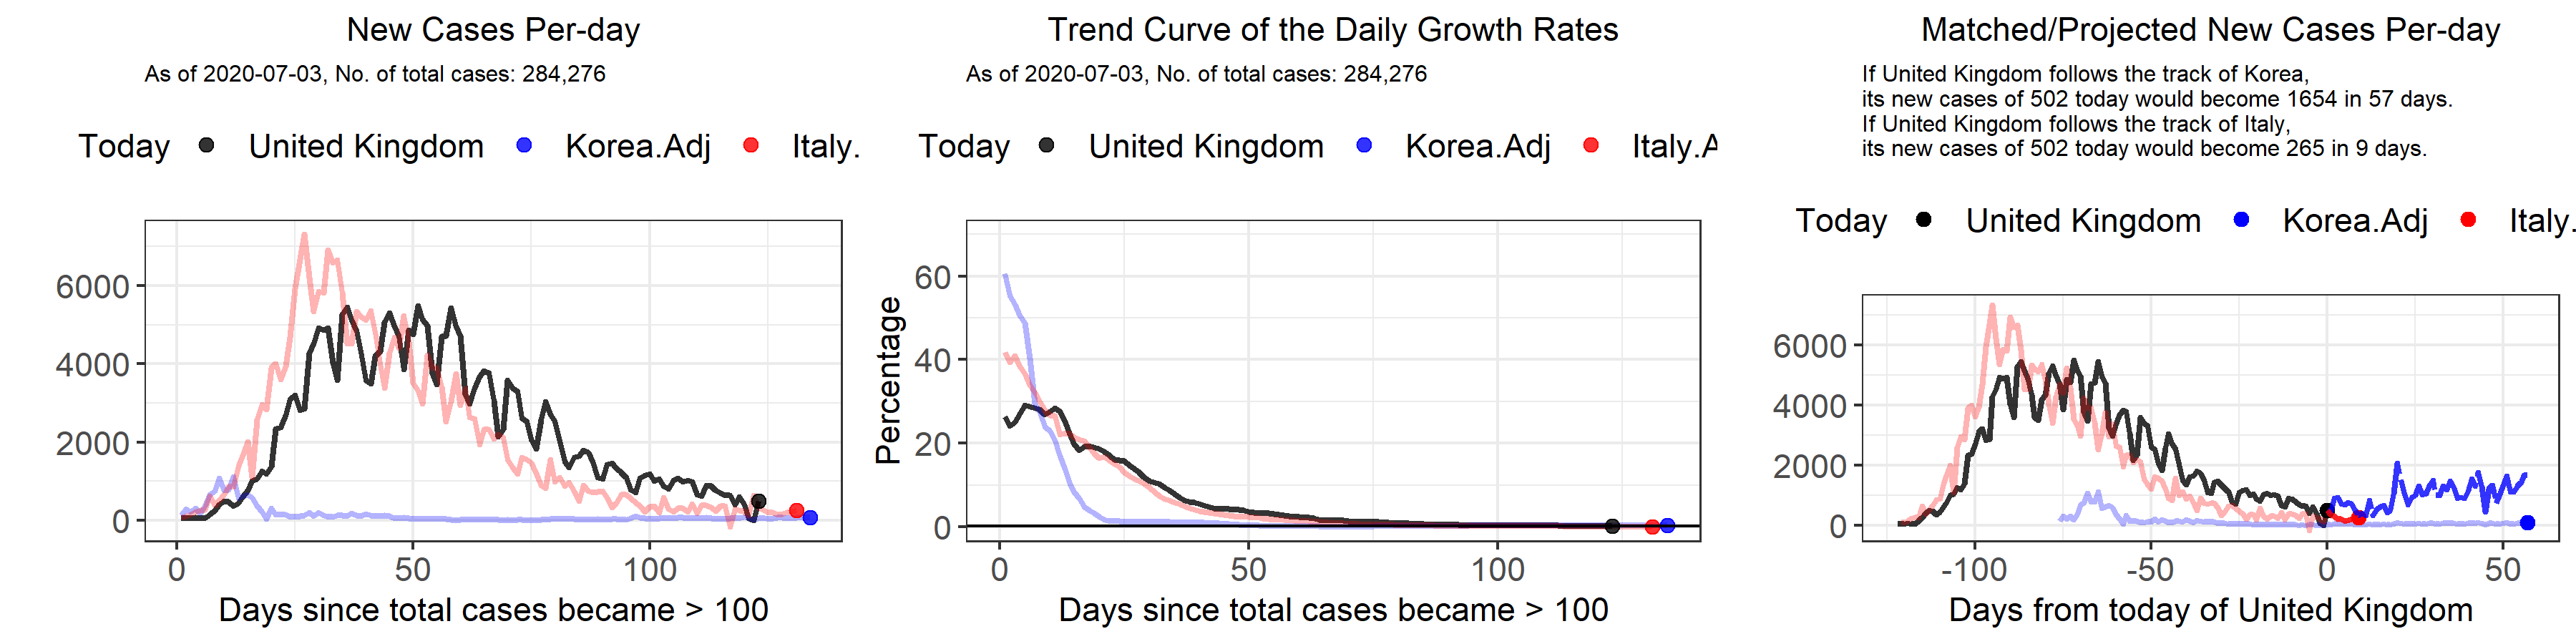 New Cases Per-day
As of 2020-07-03, No. of total cases: 284,276
Today United Kingdom Korea.Adj Italy.
6000
4000
2000
0
0 50 100
Days since total cases became > 100
Trend Curve of the Daily Growth Rates
As of 2020-07-03, No. of total cases: 284,276
Today United Kingdom Korea.Adj Italy.A
Percentage
60
40
20
0
0 50 100
Days since total cases became > 100
Matched/Projected New Cases Per-day
If United Kingdom follows the track of Korea,
its new cases of 502 today would become 1654 in 57 days.
If United Kingdom follows the track of Italy,
its new cases of 502 today would become 265 in 9 days.
Today United Kingdom Korea.Adj Italy.
6000
4000
2000
0
-100 -50 0 50
Days from today of United Kingdom